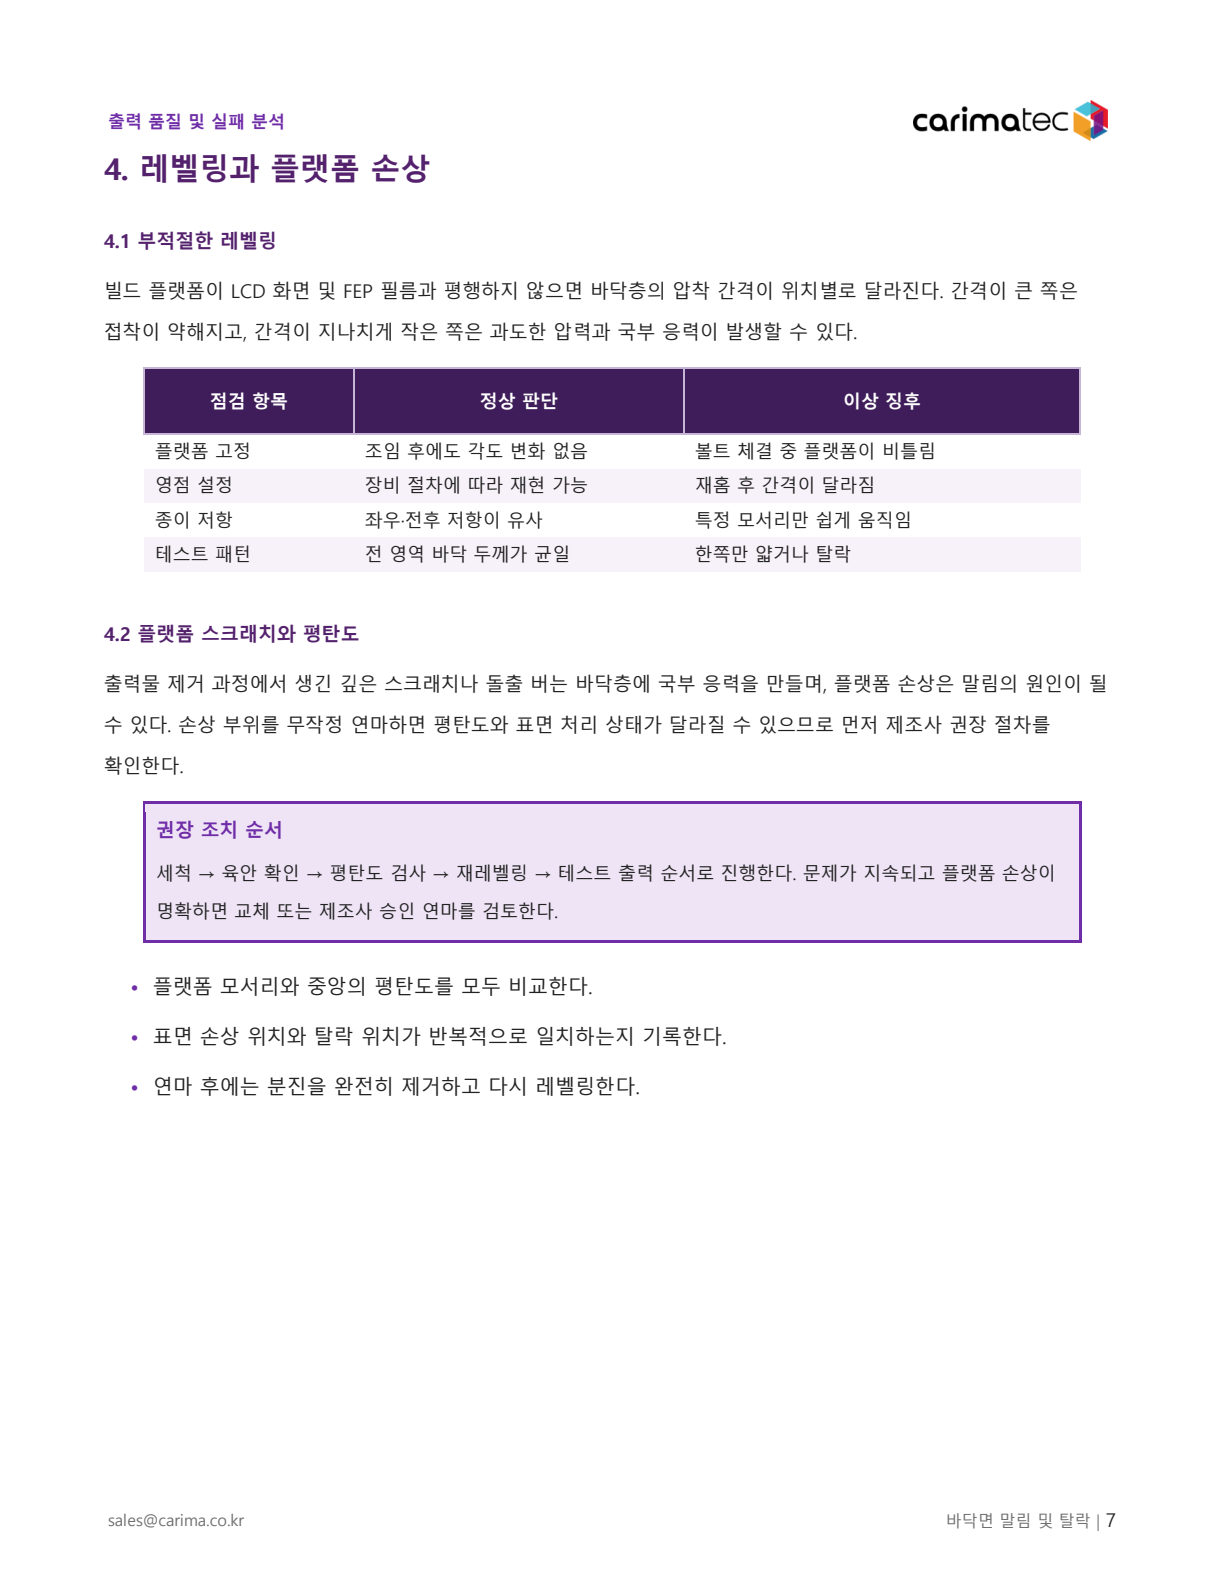 출력 품질 및 실패 분석
carimatec
4. 레벨링과 플랫폼 손상
4.1 부적절한 레벨링
빌드 플랫폼이 LCD 화면 및 FEP 필름과 평행하지 않으면 바닥층의 압착 간격이 위치별로 달라진다. 간격이 큰 쪽은
접착이 약해지고, 간격이 지나치게 작은 쪽은 과도한 압력과 국부 응력이 발생할 수 있다.
점검 항목 정상 판단 이상 징후
플랫폼 고정 조임 후에도 각도 변화 없음 볼트 체결 중 플랫폼이 비틀림
영점 설정 장비 절차에 따라 재현 가능 재홈 후 간격이 달라짐
종이 저항 좌우·전후 저항이 유사 특정 모서리만 쉽게 움직임
테스트 패턴 전 영역 바닥 두께가 균일 한쪽만 얇거나 탈락
4.2 플랫폼 스크래치와 평탄도
출력물 제거 과정에서 생긴 깊은 스크래치나 돌출 버는 바닥층에 국부 응력을 만들며, 플랫폼 손상은 말림의 원인이 될
수 있다. 손상 부위를 무작정 연마하면 평탄도와 표면 처리 상태가 달라질 수 있으므로 먼저 제조사 권장 절차를
확인한다.
권장 조치 순서
세척 → 육안 확인 → 평탄도 검사 → 재레벨링 → 테스트 출력 순서로 진행한다. 문제가 지속되고 플랫폼 손상이
명확하면 교체 또는 제조사 승인 연마를 검토한다.
• 플랫폼 모서리와 중앙의 평탄도를 모두 비교한다.
• 표면 손상 위치와 탈락 위치가 반복적으로 일치하는지 기록한다.
• 연마 후에는 분진을 완전히 제거하고 다시 레벨링한다.
sales@carima.co.kr
바닥면 말림 및 탈락 | 7